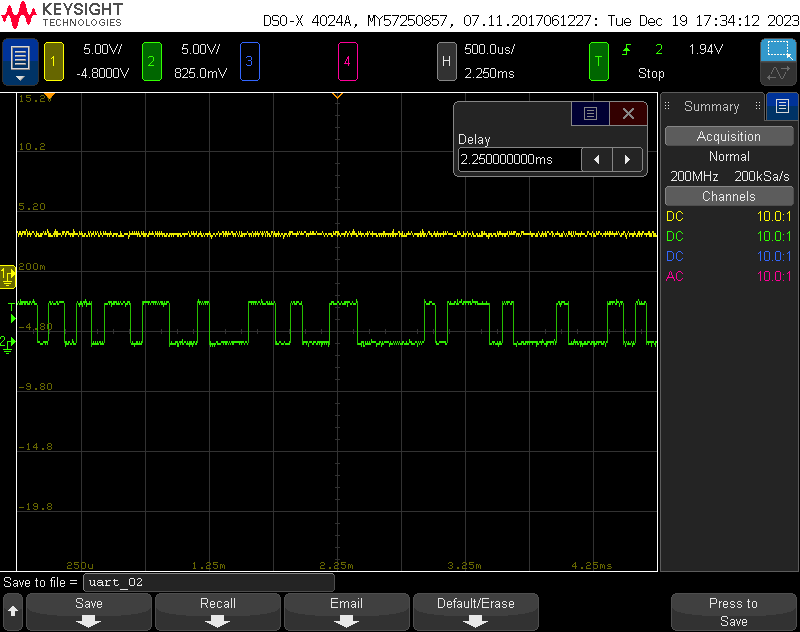 KEYSIGHT
TECHNOLOGIES
DSO-X 4024A, MY57250857, 07.11.2017061227: Tue Dec 19 17:34:12 2023
1 5.00V/ -4.8000V
2 5.00V/ 825.0mV
3
4
H 500.0us/ 2.250ms
T 2 1.94V
Stop
Summary
Acquisition
Normal
200MHz 200kSa/s
Channels
DC 10.0:1
DC 10.0:1
DC 10.0:1
AC 10.0:1
Delay
2.250000000ms
15.2V
10.2
5.20
200m
-4.80
-9.80
-14.8
-19.8
1
T
2
250u 1.25m 2.25m 3.25m 4.25ms
Save to file = uart_02
Save
Recall
Email
Default/Erase
Press to
Save